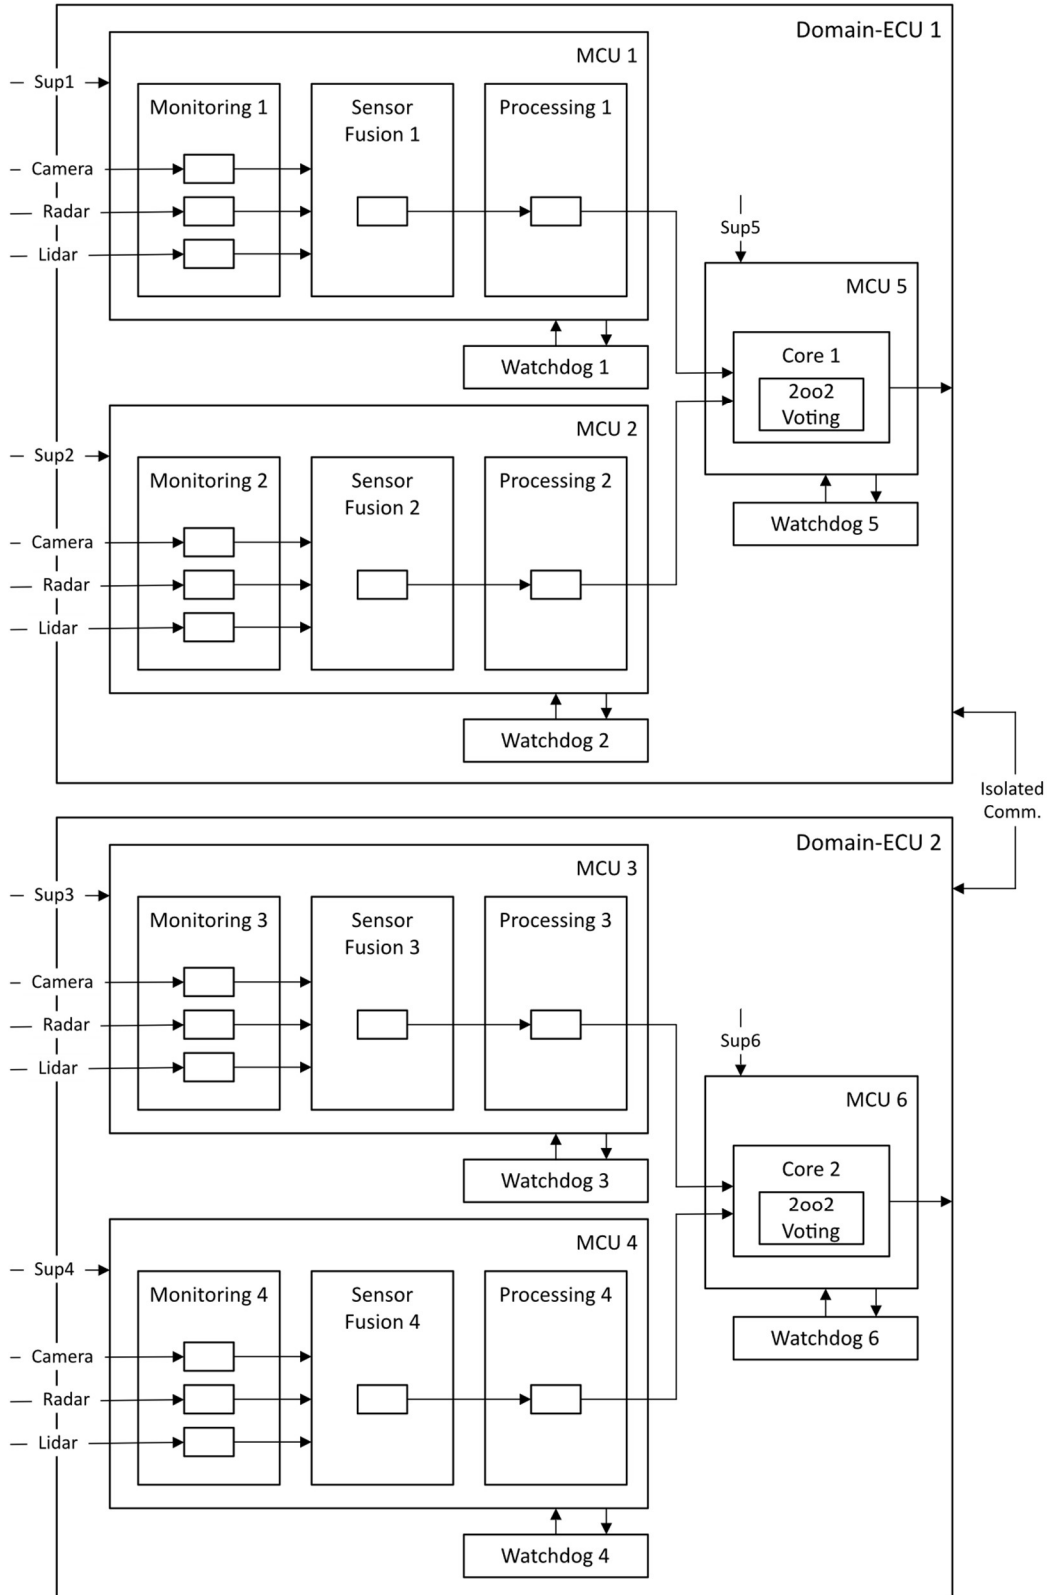 Domain-ECU 1
MCU 1
Sup1
Monitoring 1
Sensor
Fusion 1
Processing 1
Camera
Radar
Lidar
Watchdog 1
Sup5
MCU 5
Core 1
2oo2
Voting
Watchdog 5
MCU 2
Sup2
Monitoring 2
Sensor
Fusion 2
Processing 2
Camera
Radar
Lidar
Watchdog 2
Isolated
Comm.
Domain-ECU 2
MCU 3
Sup3
Monitoring 3
Sensor
Fusion 3
Processing 3
Camera
Radar
Lidar
Watchdog 3
Sup6
MCU 6
Core 2
2oo2
Voting
Watchdog 6
MCU 4
Sup4
Monitoring 4
Sensor
Fusion 4
Processing 4
Camera
Radar
Lidar
Watchdog 4